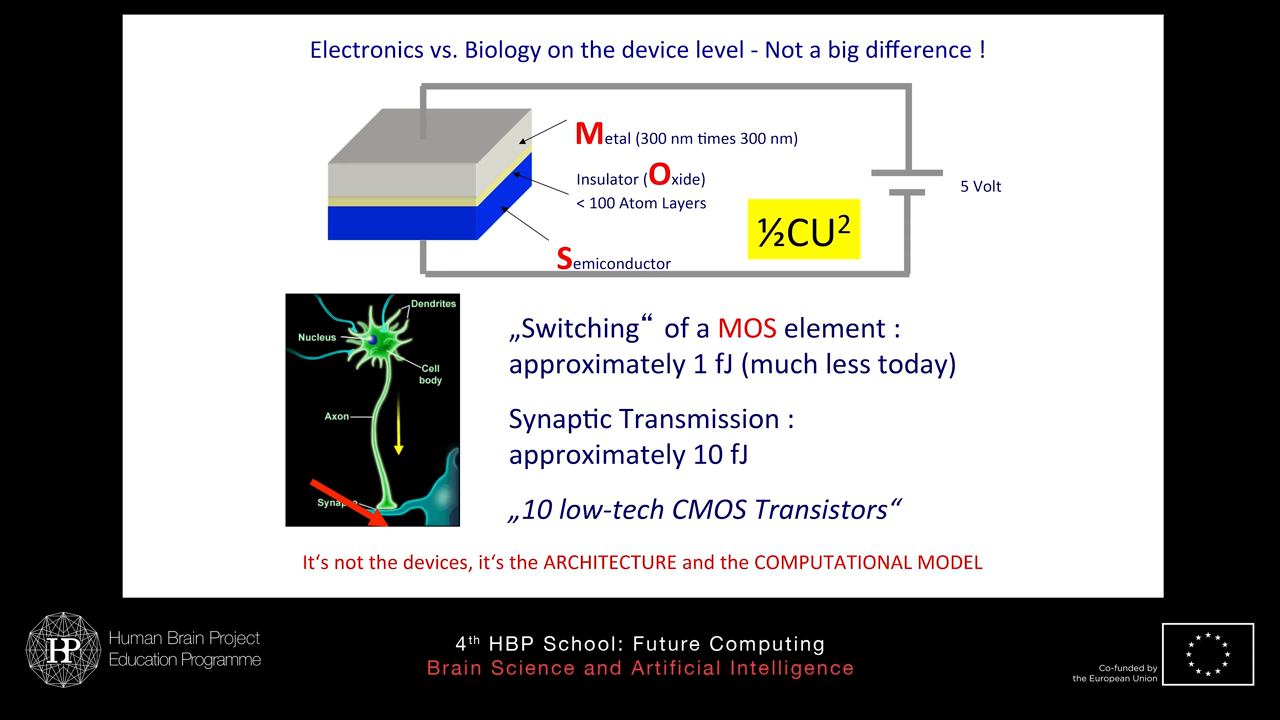 Electronics vs. Biology on the device level - Not a big difference !
Metal (300 nm times 300 nm)
Insulator (Oxide)
< 100 Atom Layers
5 Volt
½CU²
Semiconductor
Dendrites
Nucleus
Cell
body
Axon
Synapse
„Switching“ of a MOS element :
approximately 1 fJ (much less today)
Synaptic Transmission :
approximately 10 fJ
„10 low-tech CMOS Transistors“
It‘s not the devices, it‘s the ARCHITECTURE and the COMPUTATIONAL MODEL
HBP
Human Brain Project
Education Programme
4th HBP School: Future Computing
Brain Science and Artificial Intelligence
Co-funded by
the European Union